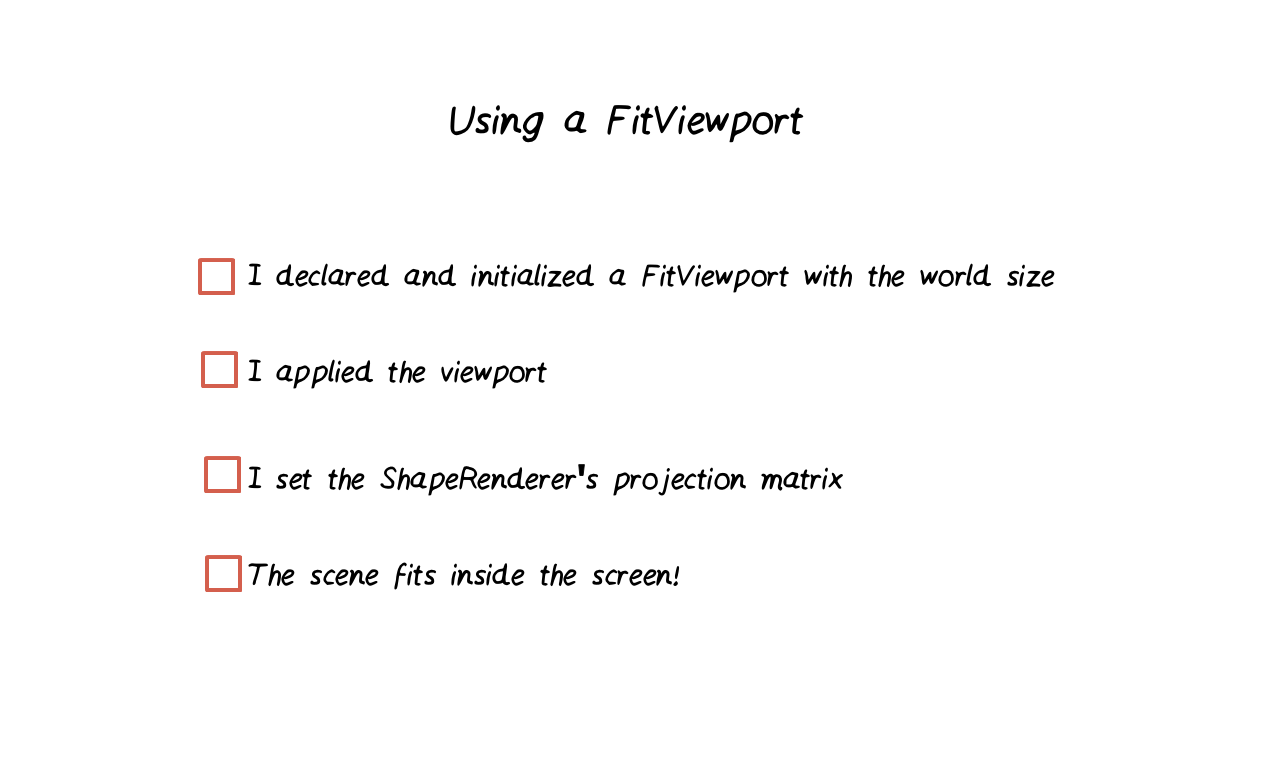 Using a FitViewport
I declared and initialized a FitViewport with the world size
I applied the viewport
I set the ShapeRenderer's projection matrix
The scene fits inside the screen!